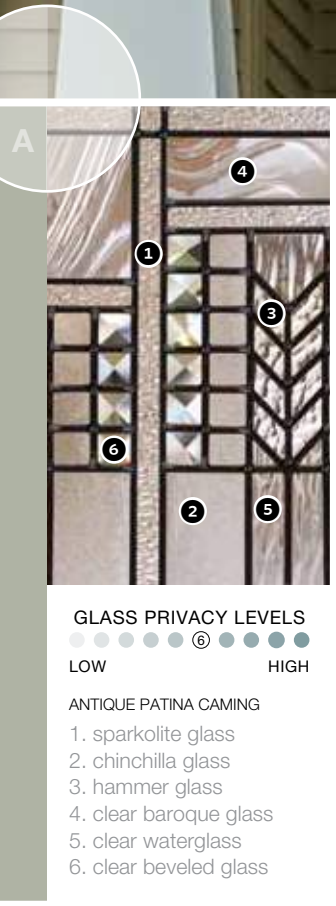 A
4
1
3
6
2
5
GLASS PRIVACY LEVELS
6
LOW HIGH
ANTIQUE PATINA CAMING
1. sparkolite glass
2. chinchilla glass
3. hammer glass
4. clear baroque glass
5. clear waterglass
6. clear beveled glass